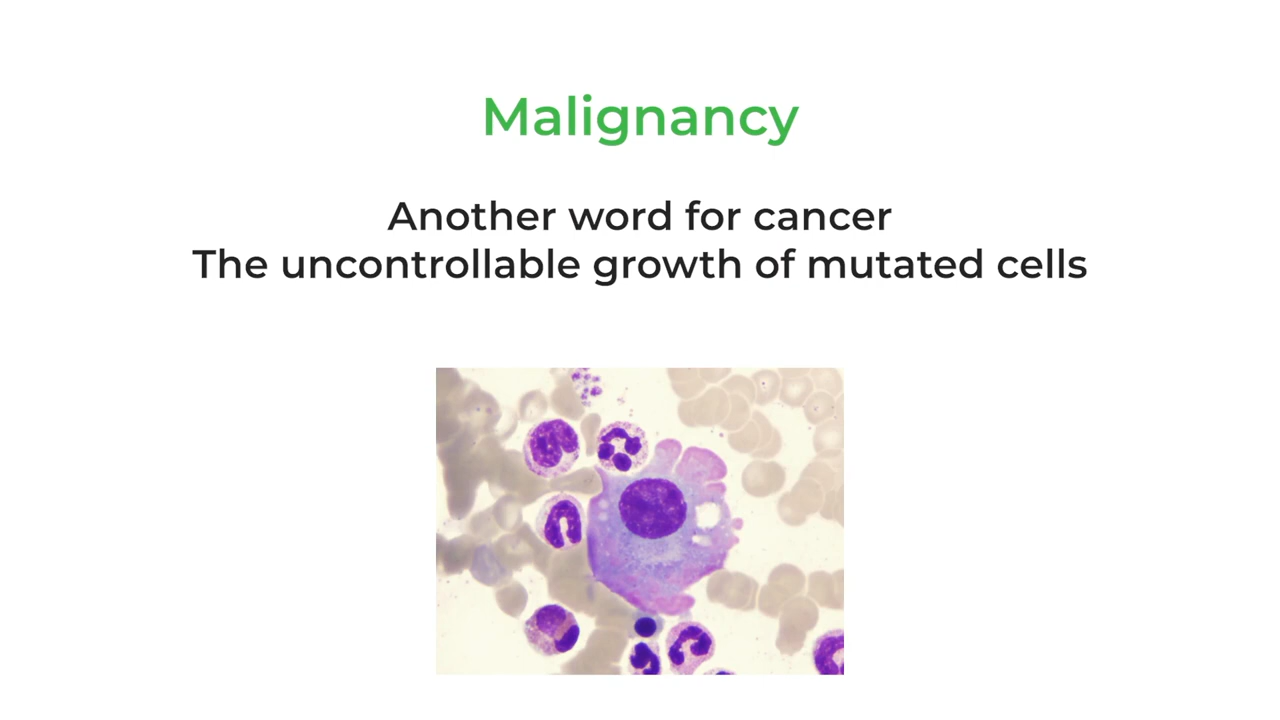 Malignancy
Another word for cancer
The uncontrollable growth of mutated cells